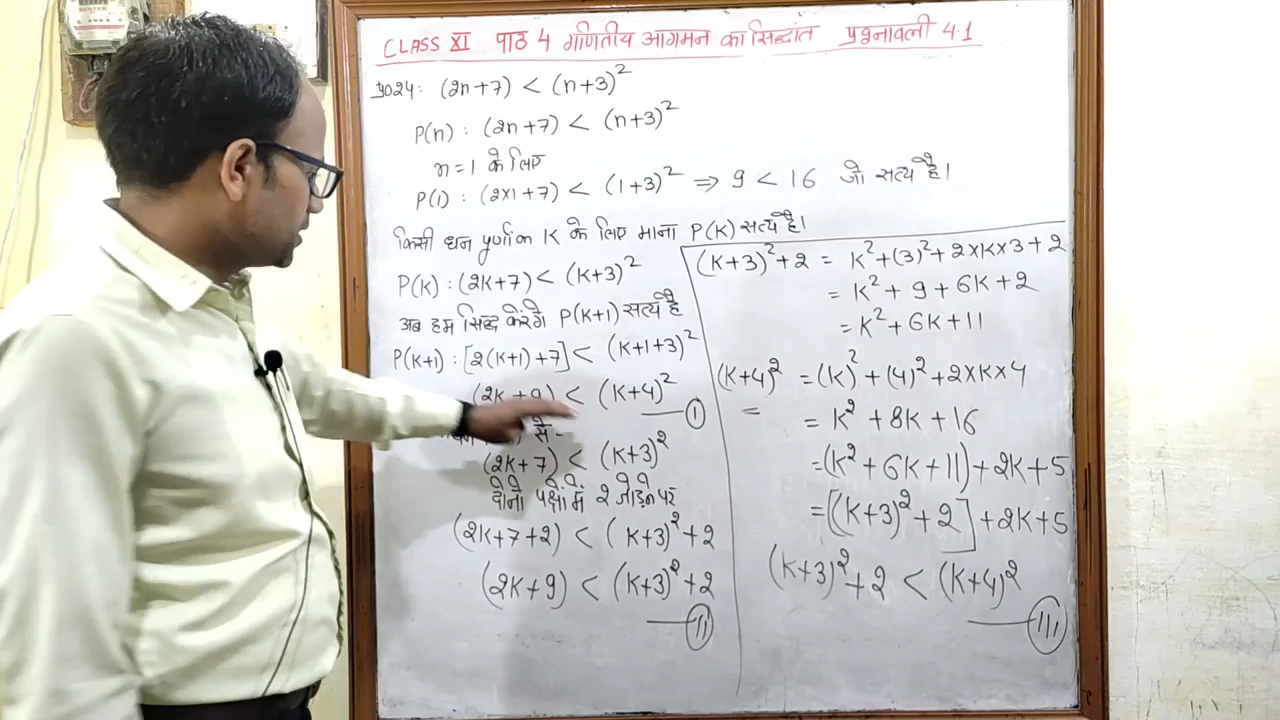 CLASS XI पाठ 4 गणितीय आगमन का सिद्धांत प्रश्नावली 4.1
प्र024: (2n+7) < (n+3)²
P(n) : (2n+7) < (n+3)²
n=1 के लिए
P(1) : (2×1+7) < (1+3)² ⇒ 9 < 16 जो सत्य है।
किसी धन पूर्णांक K के लिए माना P(K) सत्य है।
P(K) : (2K+7) < (K+3)²
अब हम सिद्ध करेंगे P(K+1) सत्य है
P(K+1) : [2(K+1)+7] < (K+1+3)²
(2K+9) < (K+4)²
—①
से -
(2K+7) < (K+3)²
दोनो पक्षो में 2 जोड़ने पर
(2K+7+2) < (K+3)²+2
(2K+9) < (K+3)²+2
—Ⅱ
(K+3)²+2 = K²+(3)²+2×K×3+2
= K²+9+6K+2
= K²+6K+11
(K+4)² = (K)²+(4)²+2×K×4
= = K²+8K+16
=(K²+6K+11)+2K+5
=[(K+3)²+2]+2K+5
(K+3)²+2 < (K+4)²
—Ⅲ